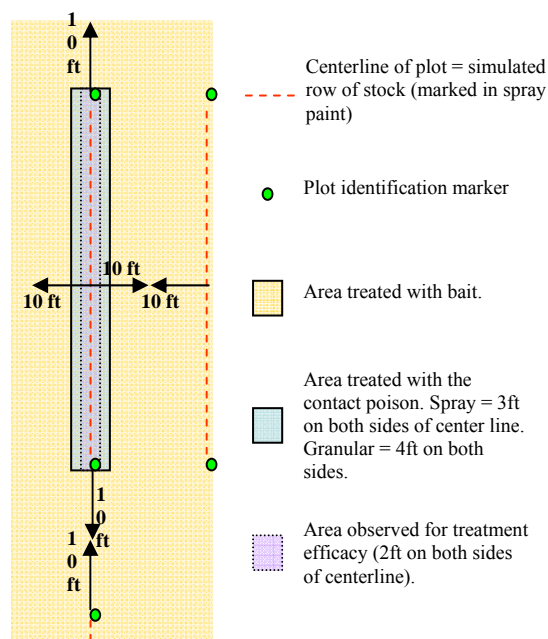 1
0
ft
10 ft
10 ft
10 ft
1
0
ft
1
0
ft
Centerline of plot = simulated
row of stock (marked in spray
paint)
Plot identification marker
Area treated with bait.
Area treated with the
contact poison. Spray = 3ft
on both sides of center line.
Granular = 4ft on both
sides.
Area observed for treatment
efficacy (2ft on both sides
of centerline).